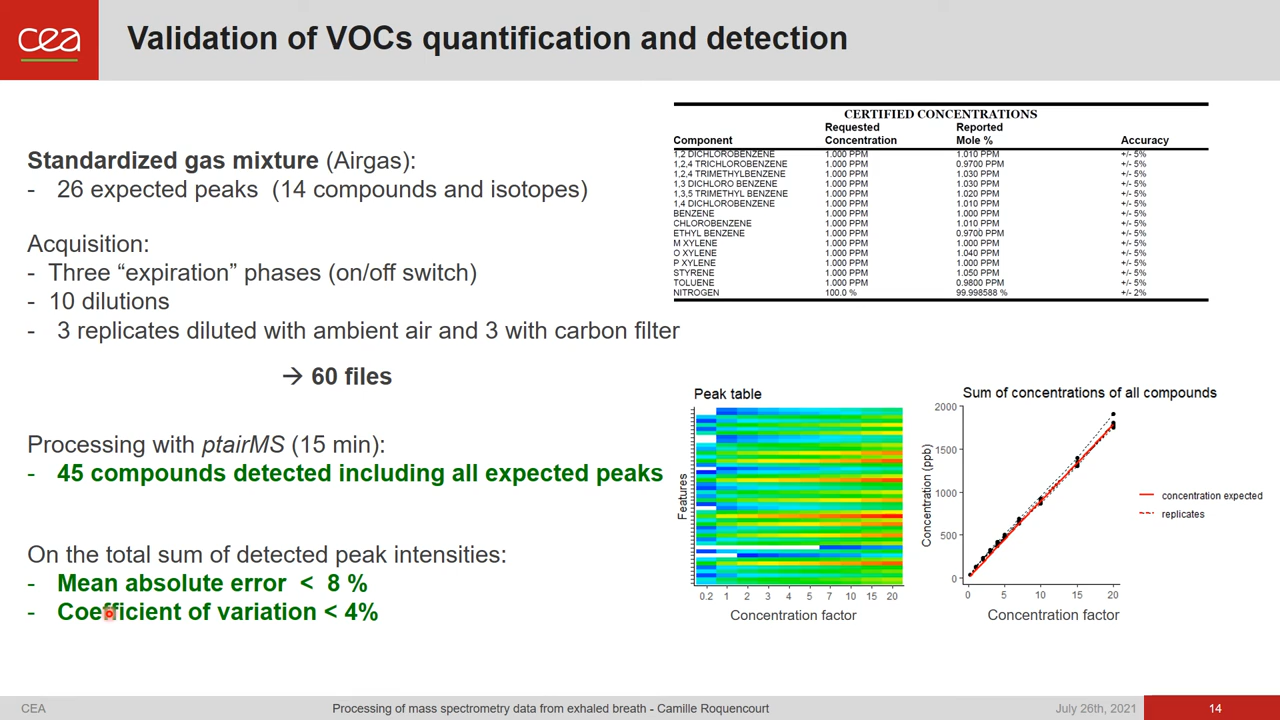 cea
Validation of VOCs quantification and detection
Standardized gas mixture (Airgas):
- 26 expected peaks (14 compounds and isotopes)
Acquisition:
- Three “expiration” phases (on/off switch)
- 10 dilutions
- 3 replicates diluted with ambient air and 3 with carbon filter
→ 60 files
Processing with ptairMS (15 min):
- 45 compounds detected including all expected peaks
On the total sum of detected peak intensities:
- Mean absolute error < 8 %
- Coefficient of variation < 4%
CERTIFIED CONCENTRATIONS
Requested Reported
Component Concentration Mole % Accuracy
1,2 DICHLOROBENZENE 1.000 PPM 1.010 PPM +/- 5%
1,2,4 TRICHLOROBENZENE 1.000 PPM 0.9700 PPM +/- 5%
1,2,4 TRIMETHYLBENZENE 1.000 PPM 1.030 PPM +/- 5%
1,3 DICHLORO BENZENE 1.000 PPM 1.030 PPM +/- 5%
1,3,5 TRIMETHYL BENZENE 1.000 PPM 1.020 PPM +/- 5%
1,4 DICHLOROBENZENE 1.000 PPM 1.010 PPM +/- 5%
BENZENE 1.000 PPM 1.000 PPM +/- 5%
CHLOROBENZENE 1.000 PPM 1.010 PPM +/- 5%
ETHYL BENZENE 1.000 PPM 0.9700 PPM +/- 5%
M XYLENE 1.000 PPM 1.000 PPM +/- 5%
O XYLENE 1.000 PPM 1.040 PPM +/- 5%
P XYLENE 1.000 PPM 1.000 PPM +/- 5%
STYRENE 1.000 PPM 1.050 PPM +/- 5%
TOLUENE 1.000 PPM 0.9800 PPM +/- 5%
NITROGEN 100.0 % 99.998588 % +/- 2%
Peak table
Features
0.2 1 2 3 4 5 7 10 15 20
Concentration factor
Sum of concentrations of all compounds
Concentration (ppb)
2000
1500
1000
500
0
0 5 10 15 20
Concentration factor
concentration expected
replicates
CEA Processing of mass spectrometry data from exhaled breath - Camille Roquencourt July 26th, 2021 14